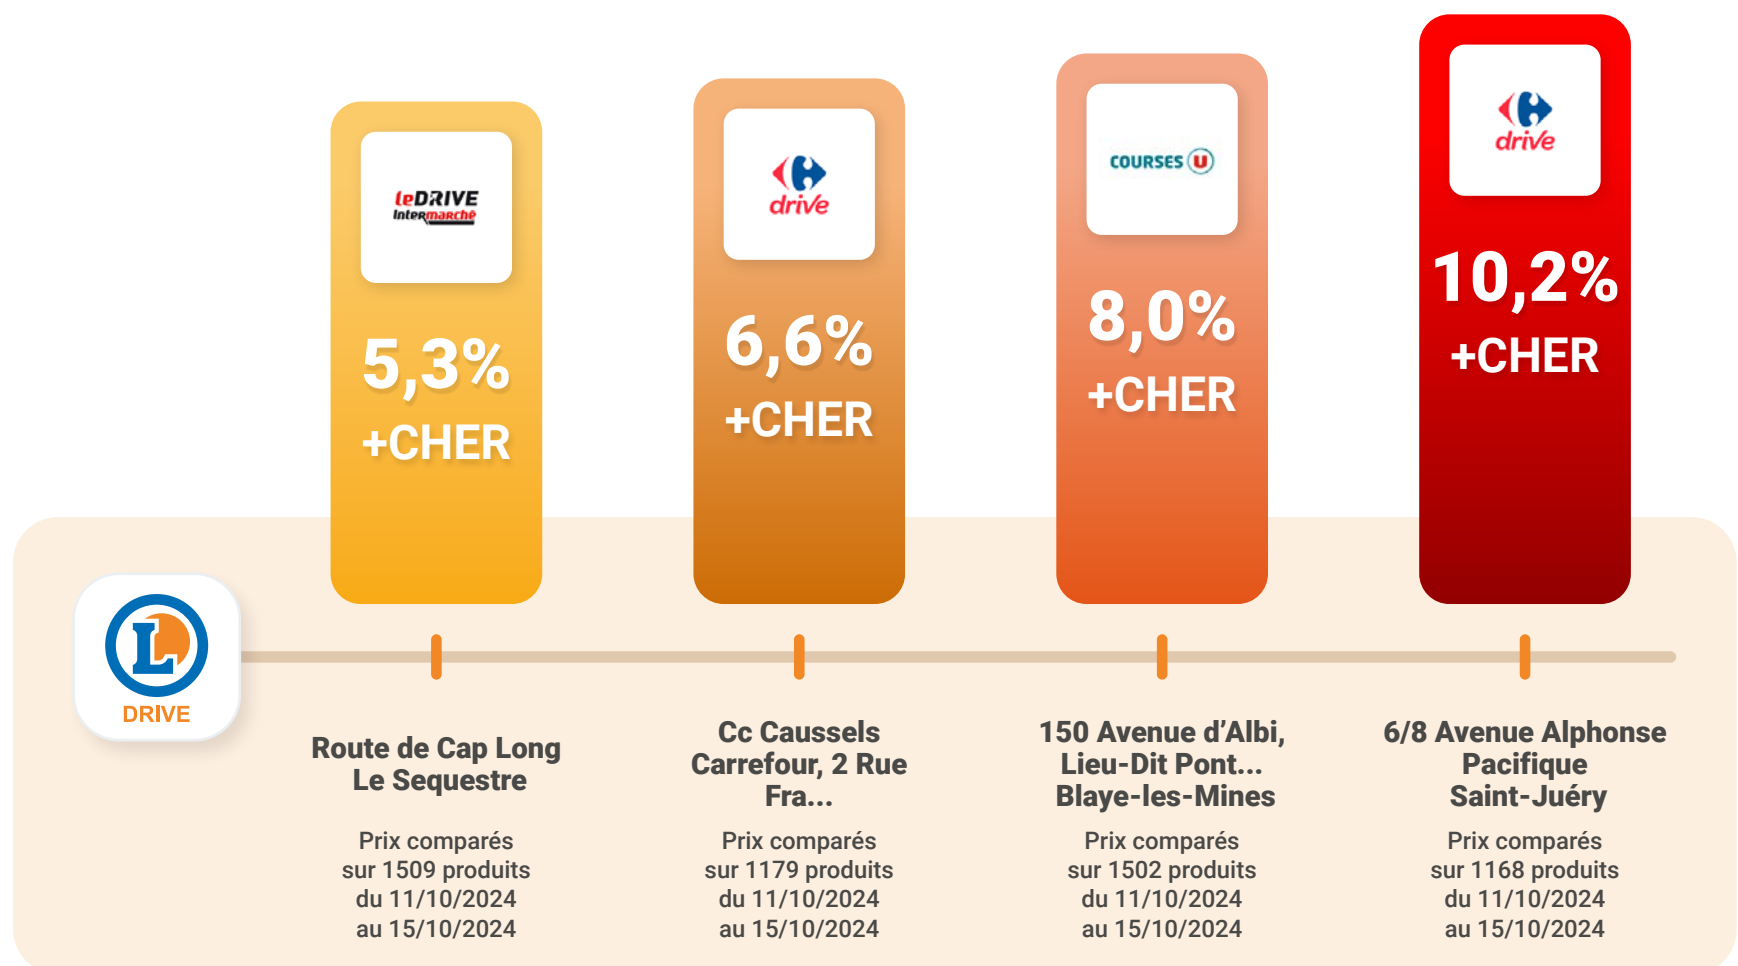 leDRIVE
Intermarché
5,3%
+CHER
drive
6,6%
+CHER
COURSES U
8,0%
+CHER
drive
10,2%
+CHER
L
DRIVE
Route de Cap Long
Le Sequestre
Prix comparés
sur 1509 produits
du 11/10/2024
au 15/10/2024
Cc Caussels
Carrefour, 2 Rue
Fra...
Prix comparés
sur 1179 produits
du 11/10/2024
au 15/10/2024
150 Avenue d’Albi,
Lieu-Dit Pont...
Blaye-les-Mines
Prix comparés
sur 1502 produits
du 11/10/2024
au 15/10/2024
6/8 Avenue Alphonse
Pacifique
Saint-Juéry
Prix comparés
sur 1168 produits
du 11/10/2024
au 15/10/2024